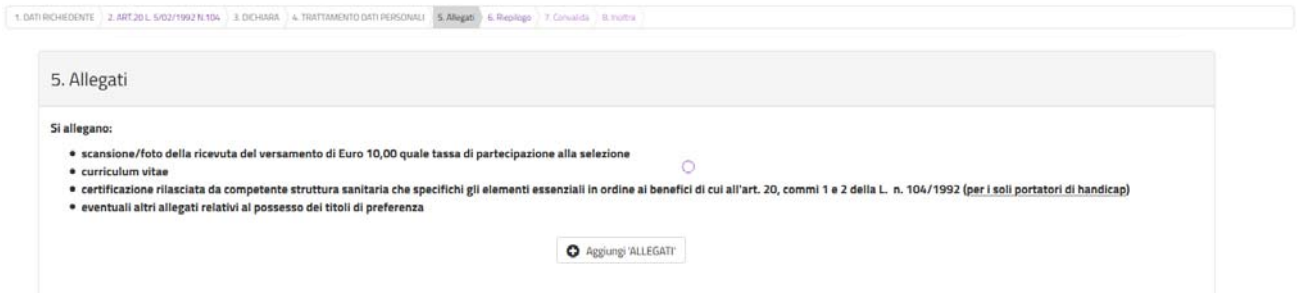 1. DATI RICHIEDENTE 2. ART.20 L. 5/02/1992 N.104 3. DICHIARA 4. TRATTAMENTO DATI PERSONALI 5. Allegati 6. Riepilogo 7. Convalida 8. Inoltra
5. Allegati
Si allegano:
• scansione/foto della ricevuta del versamento di Euro 10,00 quale tassa di partecipazione alla selezione
• curriculum vitae
• certificazione rilasciata da competente struttura sanitaria che specifichi gli elementi essenziali in ordine ai benefici di cui all'art. 20, commi 1 e 2 della L. n. 104/1992 (per i soli portatori di handicap)
• eventuali altri allegati relativi al possesso dei titoli di preferenza
Aggiungi 'ALLEGATI'